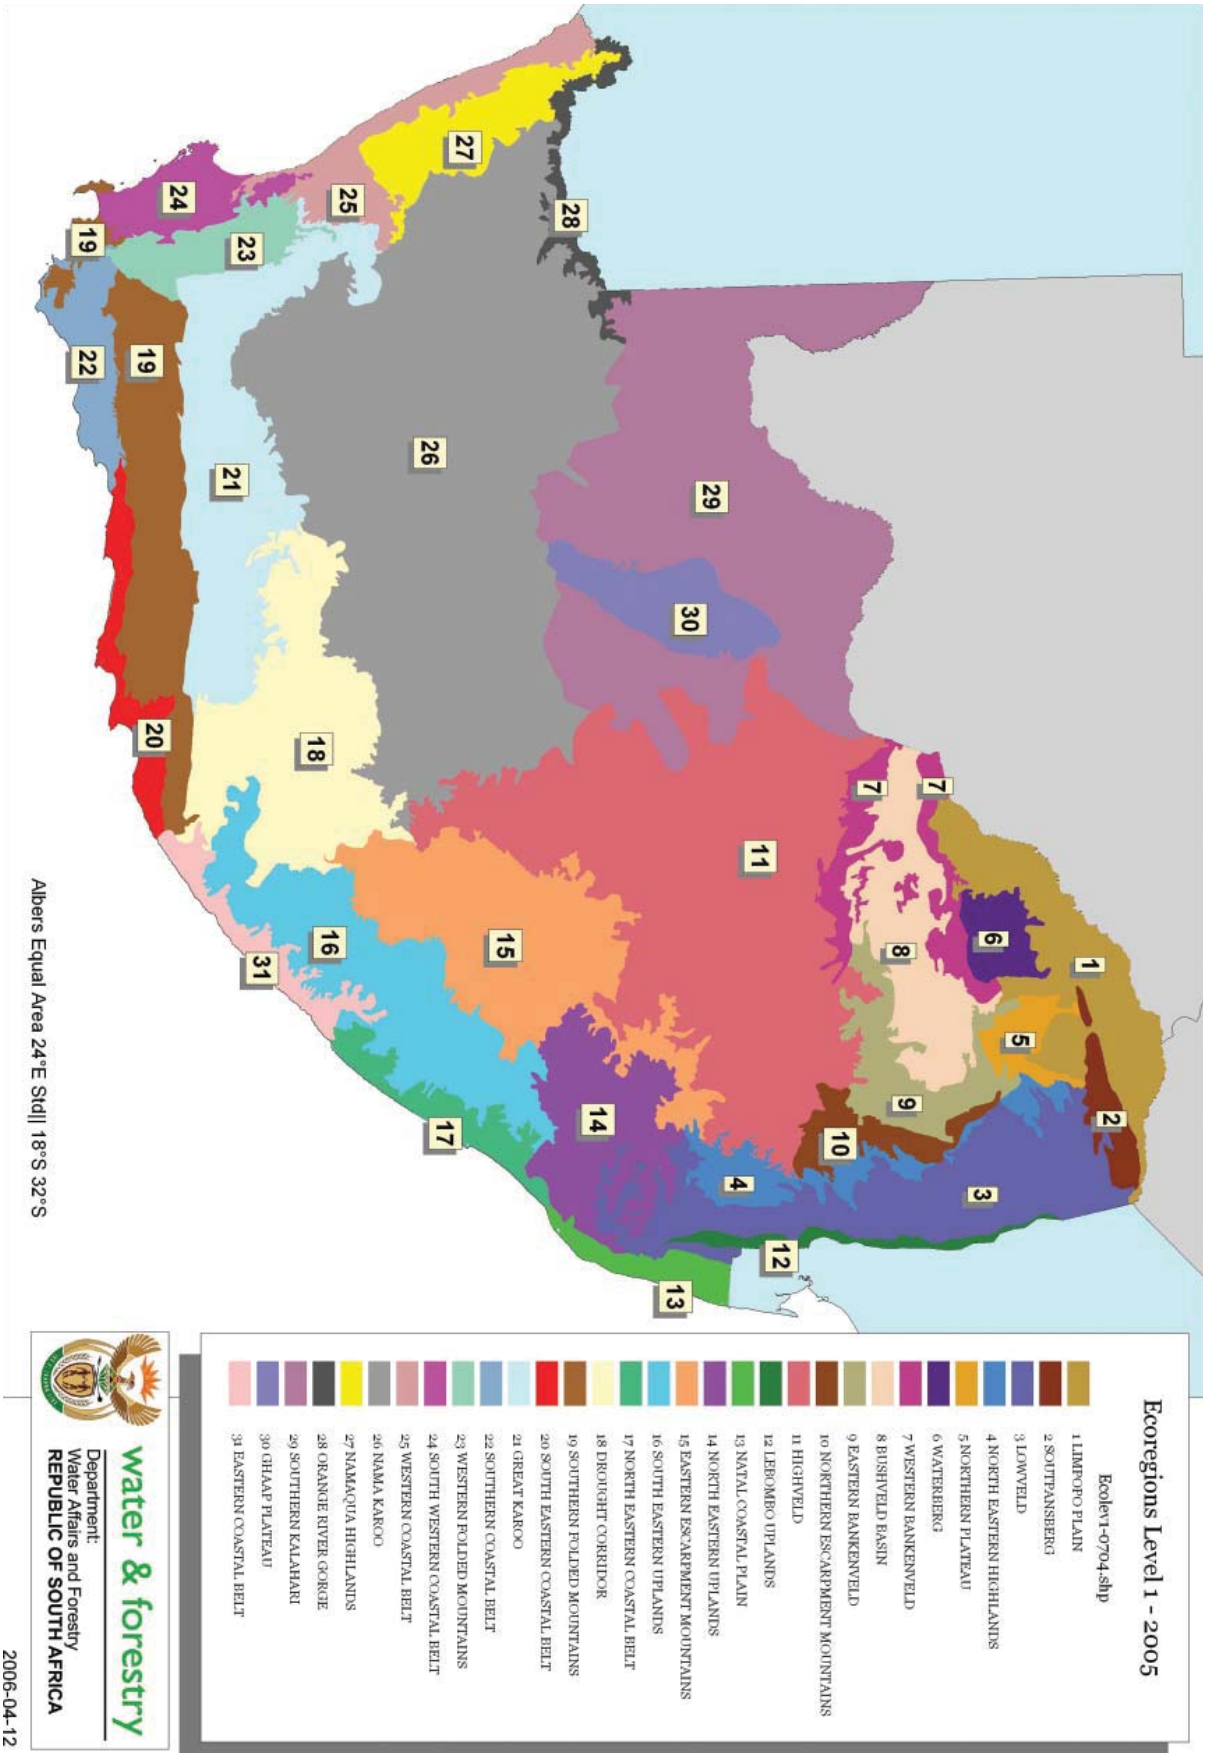 Ecoregions Level 1 - 2005
Ecolev1-0704.shp
1 LIMPOPO PLAIN
2 SOUTPANSBERG
3 LOWVELD
4 NORTH EASTERN HIGHLANDS
5 NORTHERN PLATEAU
6 WATERBERG
7 WESTERN BANKENVELD
8 BUSHVELD BASIN
9 EASTERN BANKENVELD
10 NORTHERN ESCARPMENT MOUNTAINS
11 HIGHVELD
12 LEBOMBO UPLANDS
13 NATAL COASTAL PLAIN
14 NORTH EASTERN UPLANDS
15 EASTERN ESCARPMENT MOUNTAINS
16 SOUTH EASTERN UPLANDS
17 NORTH EASTERN COASTAL BELT
18 DROUGHT CORRIDOR
19 SOUTHERN FOLDED MOUNTAINS
20 SOUTH EASTERN COASTAL BELT
21 GREAT KAROO
22 SOUTHERN COASTAL BELT
23 WESTERN FOLDED MOUNTAINS
24 SOUTH WESTERN COASTAL BELT
25 WESTERN COASTAL BELT
26 NAMA KAROO
27 NAMAQUA HIGHLANDS
28 ORANGE RIVER GORGE
29 SOUTHERN KALAHARI
30 GHAAP PLATEAU
31 EASTERN COASTAL BELT
1
2
3
5
6
7
7
8
9
10
4
12
11
29
30
13
14
28
15
27
26
17
25
16
18
31
23
21
24
19
20
19
22
Albers Equal Area 24°E Std|| 18°S 32°S
water & forestry
Department:
Water Affairs and Forestry
REPUBLIC OF SOUTH AFRICA
2006-04-12